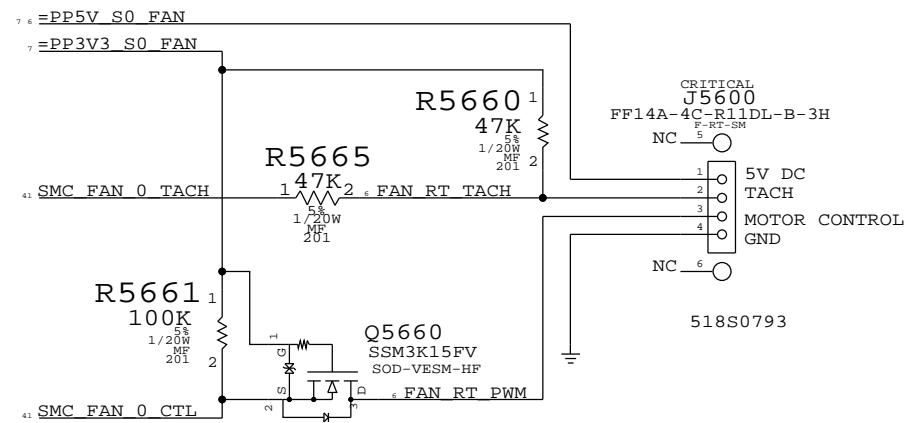 7 6 =PP5V_S0_FAN
7 =PP3V3_S0_FAN
CRITICAL
J5600
FF14A-4C-R11DL-B-3H
F-RT-SM
R5660 1
47K
5%
1/20W
MF
201
2
NC 5
R5665
1 47K 2
5%
1/20W
MF
201
41 SMC_FAN_0_TACH
6 FAN_RT_TACH
1 5V DC
2 TACH
3 MOTOR CONTROL
4 GND
NC 6
518S0793
R5661 1
100K
5%
1/20W
MF
201
2
Q5660
SSM3K15FV
SOD-VESM-HF
1
G
S
D
2
3
6 FAN_RT_PWM
41 SMC_FAN_0_CTL